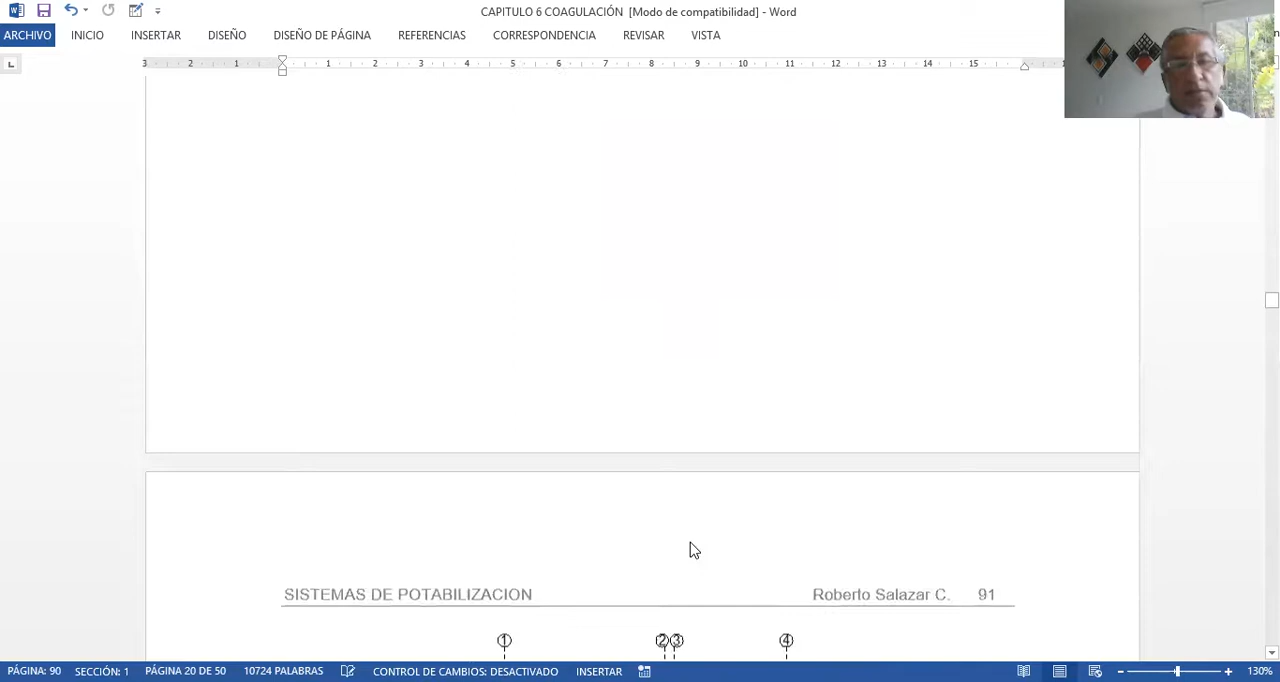 CAPITULO 6 COAGULACIÓN [Modo de compatibilidad] - Word
ARCHIVO INICIO INSERTAR DISEÑO DISEÑO DE PÁGINA REFERENCIAS CORRESPONDENCIA REVISAR VISTA
3 2 1 1 2 3 4 5 6 7 8 9 10 11 12 13 14 15
SISTEMAS DE POTABILIZACION Roberto Salazar C. 91
① ② ③ ④
PÁGINA: 90 SECCIÓN: 1 PÁGINA 20 DE 50 10724 PALABRAS CONTROL DE CAMBIOS: DESACTIVADO INSERTAR 130%